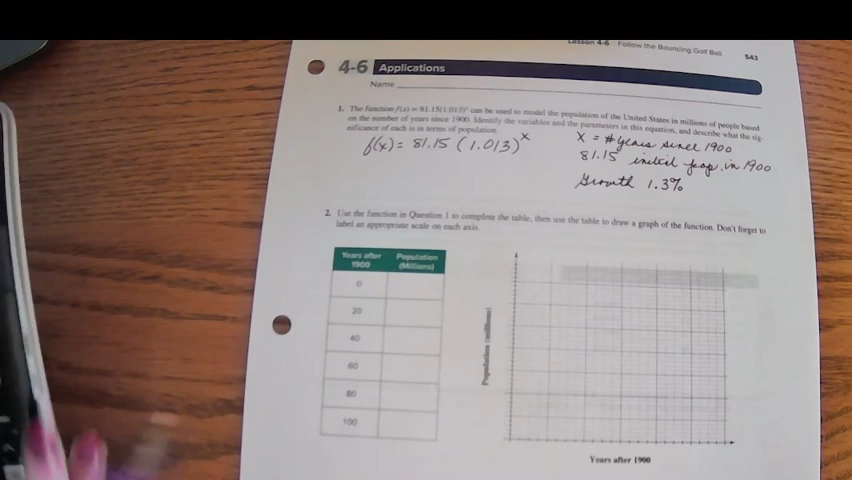 Lesson 4-6 Follow the Bouncing Golf Ball 543
4-6 Applications
Name
1. The function f(x) = 81.15(1.013)ˣ can be used to model the population of the United States in millions of people based
on the number of years since 1900. Identify the variables and the parameters in this equation, and describe what the sig-
nificance of each is in terms of population.
f(x) = 81.15 (1.013)ˣ
X = # years since 1900
81.15 initial pop. in 1900
Growth 1.3%
2. Use the function in Question 1 to complete the table, then use the table to draw a graph of the function. Don't forget to
label an appropriate scale on each axis.
Years after
1900
Population
(Millions)
0
20
40
60
80
100
Population (millions)
Years after 1900